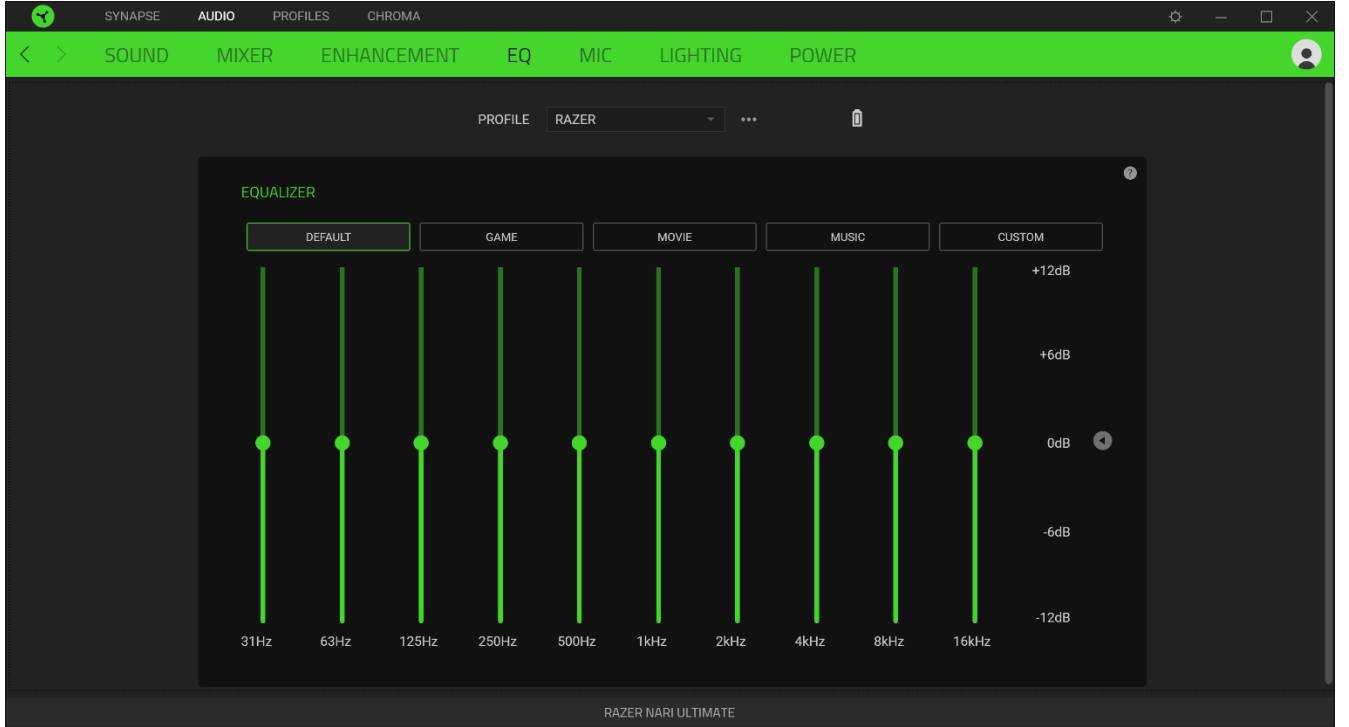 SYNAPSE AUDIO PROFILES CHROMA
SOUND MIXER ENHANCEMENT EQ MIC LIGHTING POWER
PROFILE RAZER
EQUALIZER
DEFAULT GAME MOVIE MUSIC CUSTOM
+12dB
+6dB
0dB
-6dB
-12dB
31Hz 63Hz 125Hz 250Hz 500Hz 1kHz 2kHz 4kHz 8kHz 16kHz
RAZER NARI ULTIMATE